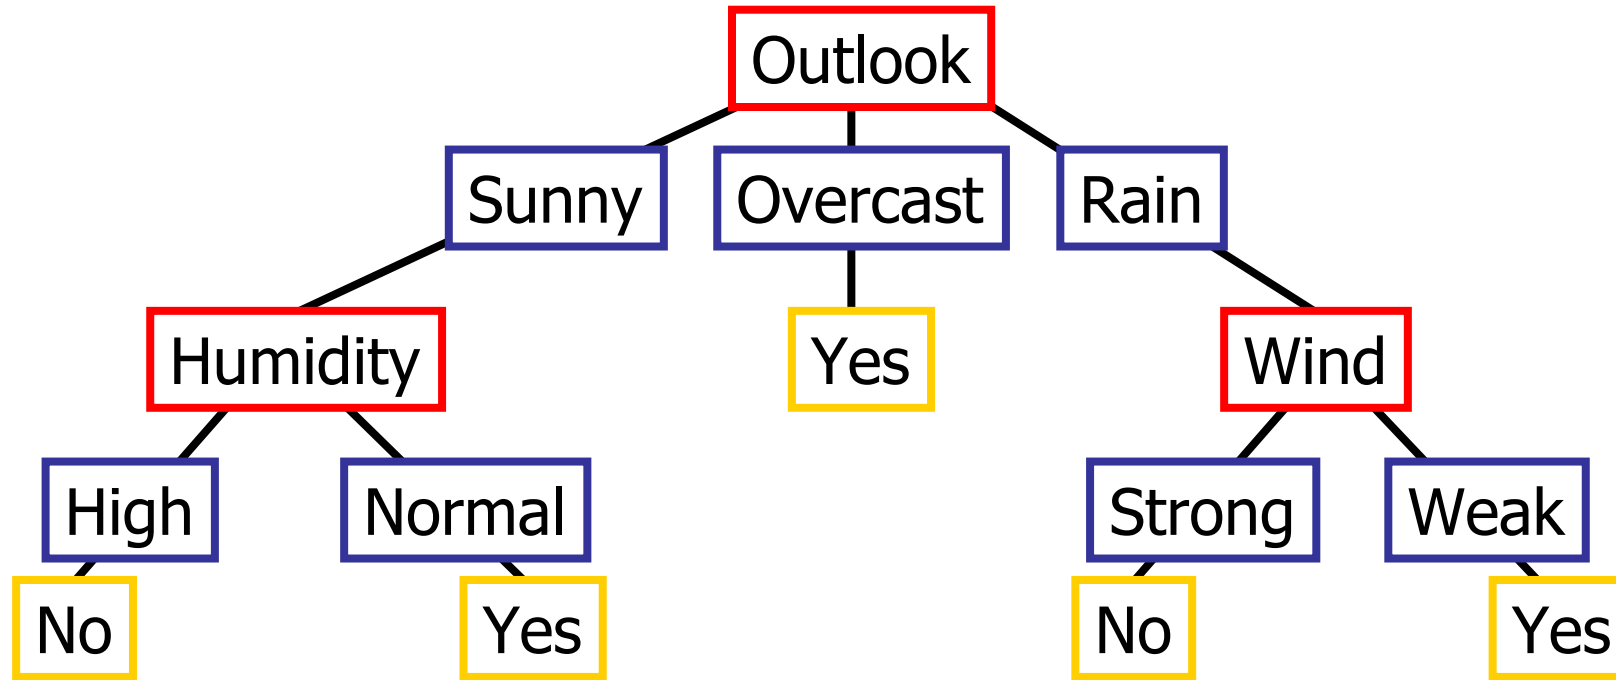 Outlook
Sunny
Overcast
Rain
Humidity
Yes
Wind
High
Normal
Strong
Weak
No
Yes
No
Yes